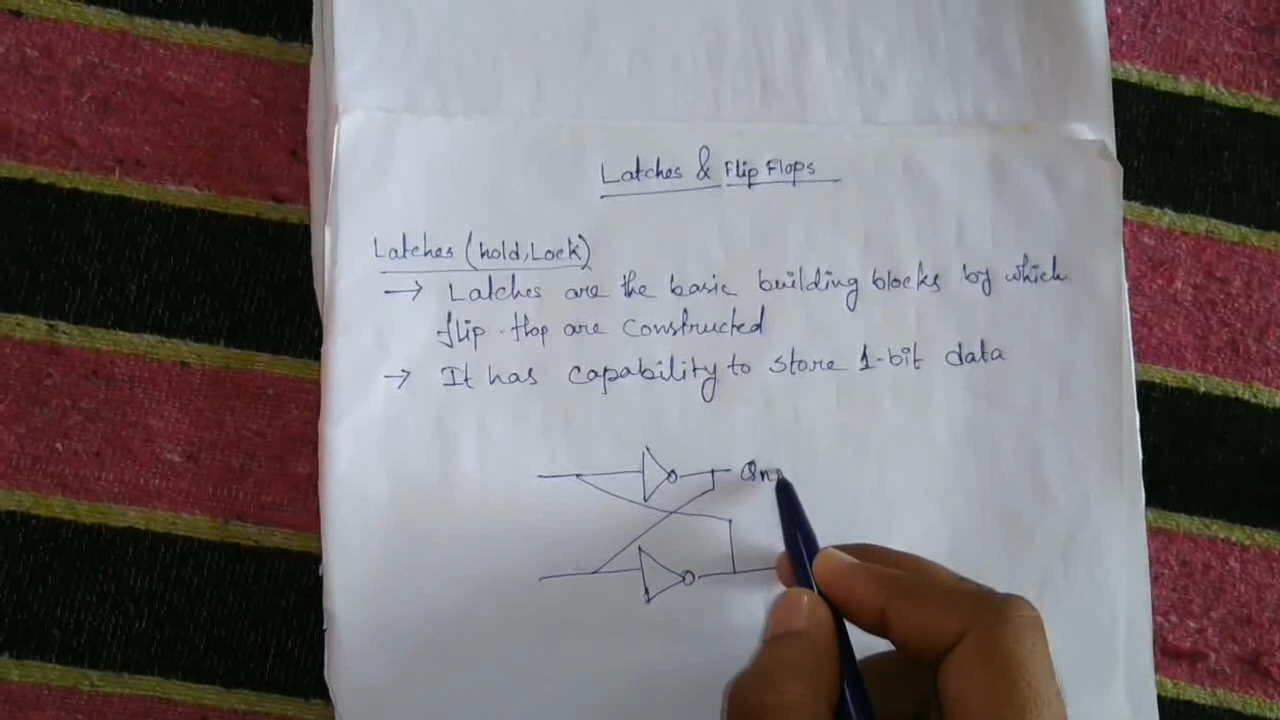 Latches & Flip Flops
Latches (hold, Lock)
→ Latches are the basic building blocks by which
flip-flop are constructed
→ It has capability to store 1-bit data
Qn